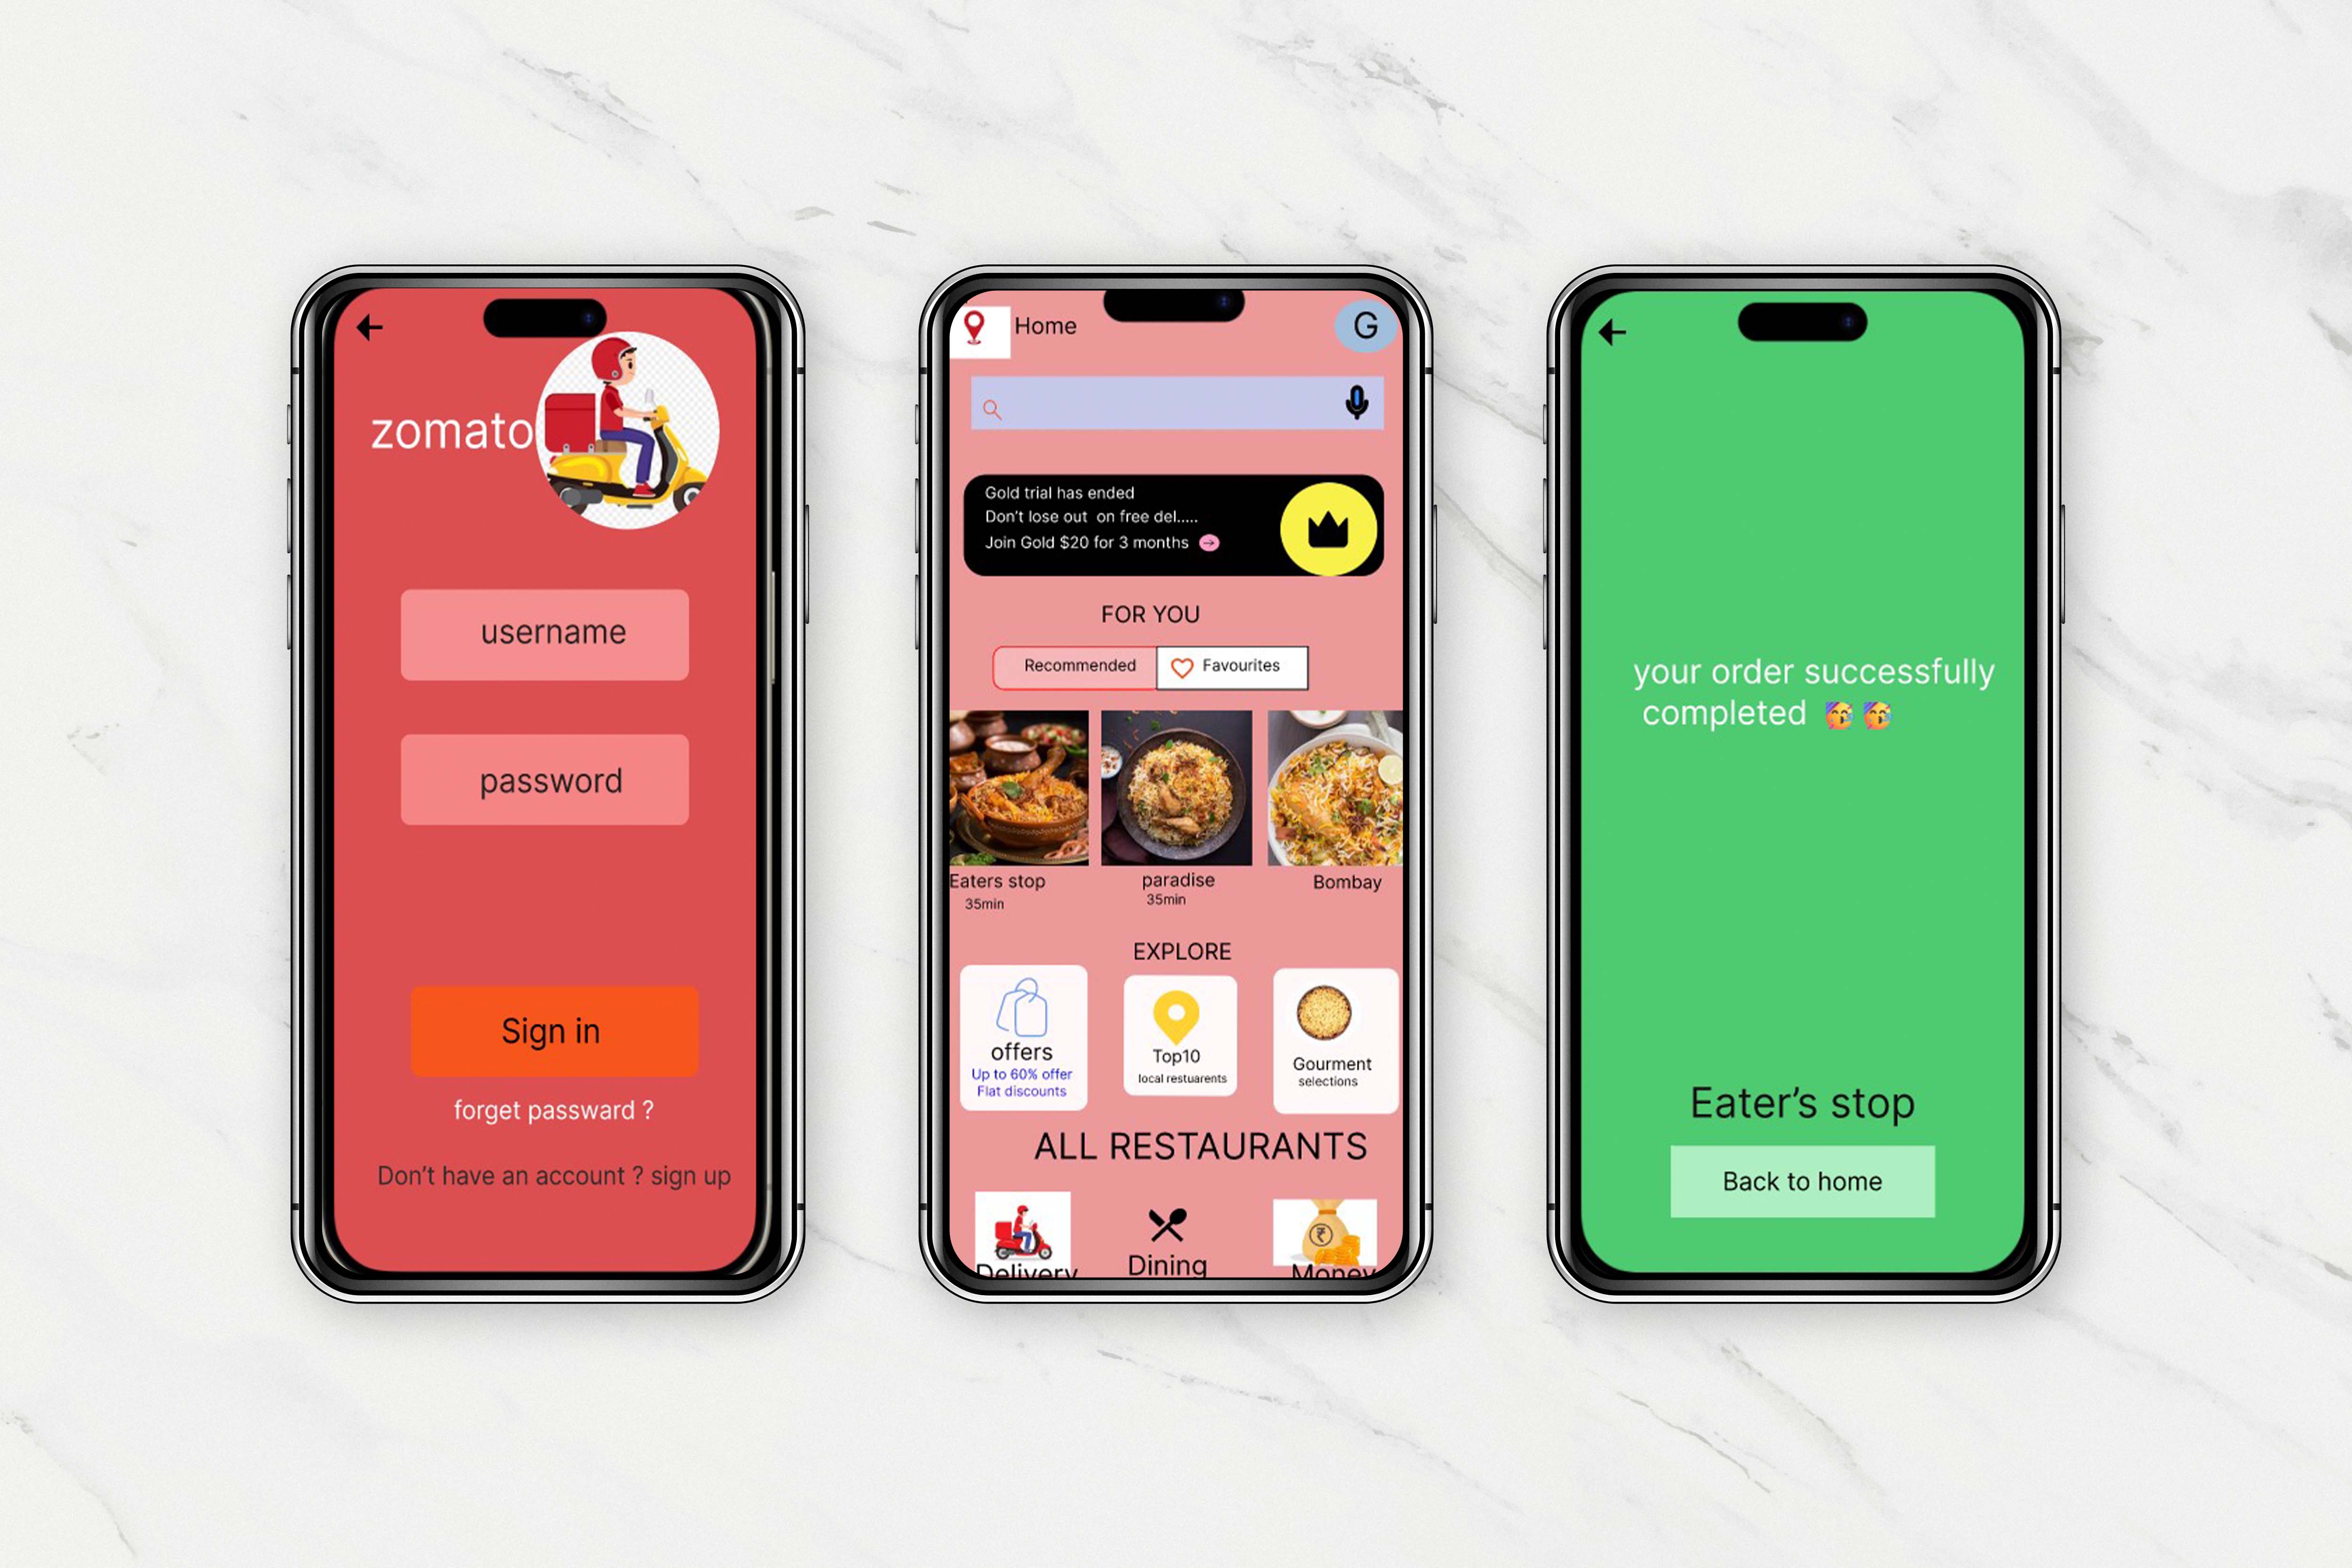 zomato
username
password
Sign in
forget passward ?
Don't have an account ? sign up
Home
G
Gold trial has ended
Don't lose out on free del.....
Join Gold $20 for 3 months
FOR YOU
Recommended
Favourites
Eaters stop
35min
paradise
35min
Bombay
EXPLORE
offers
Up to 60% offer
Flat discounts
Top10
local restuarents
Gourment
selections
ALL RESTAURANTS
₹
Delivery
Dining
Money
your order successfully
completed 🥳🥳
Eater's stop
Back to home